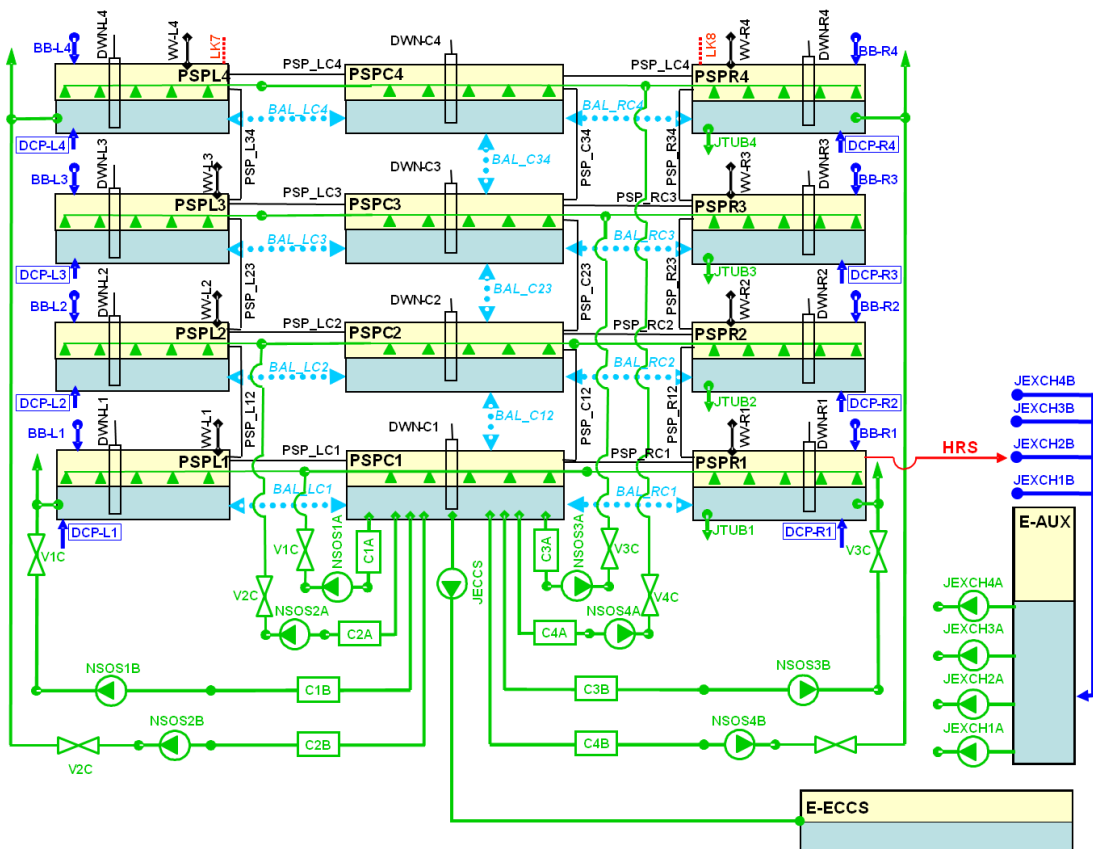 DWN-L4
WV-L4
LK7
DWN-C4
LK8
WV-R4
DWN-R4
BB-L4
BB-R4
PSP_LC4
PSP_LC4
PSPL4
PSPC4
PSPR4
BAL_LC4
BAL_RC4
DCP-L4
PSP_L34
BAL_C34
PSP_C34
PSP_R34
JTUB4
DCP-R4
DWN-L3
WV-L3
DWN-C3
WV-R3
DWN-R3
BB-L3
BB-R3
PSP_LC3
PSP_RC3
PSPL3
PSPC3
PSPR3
BAL_LC3
BAL_RC3
DCP-L3
PSP_L23
BAL_C23
PSP_C23
PSP_R23
JTUB3
DCP-R3
DWN-L2
WV-L2
DWN-C2
WV-R2
DWN-R2
BB-L2
BB-R2
PSP_LC2
PSP_RC2
PSPL2
PSPC2
PSPR2
BAL_LC2
BAL_RC2
DCP-L2
PSP_L12
BAL_C12
PSP_C12
PSP_R12
JTUB2
DCP-R2
JEXCH4B
JEXCH3B
JEXCH2B
JEXCH1B
DWN-L1
WV-L1
DWN-C1
WV-R1
DWN-R1
BB-L1
BB-R1
PSP_LC1
PSP_RC1
PSPL1
PSPC1
PSPR1
HRS
BAL_LC1
BAL_RC1
DCP-L1
JTUB1
DCP-R1
E-AUX
V1C
V1C
NSOS1A
C1A
JECCS
C3A
NSOS3A
V3C
V3C
V2C
NSOS2A
C2A
C4A
NSOS4A
V4C
JEXCH4A
JEXCH3A
JEXCH2A
JEXCH1A
NSOS1B
C1B
C3B
NSOS3B
NSOS2B
C2B
C4B
NSOS4B
V2C
E-ECCS